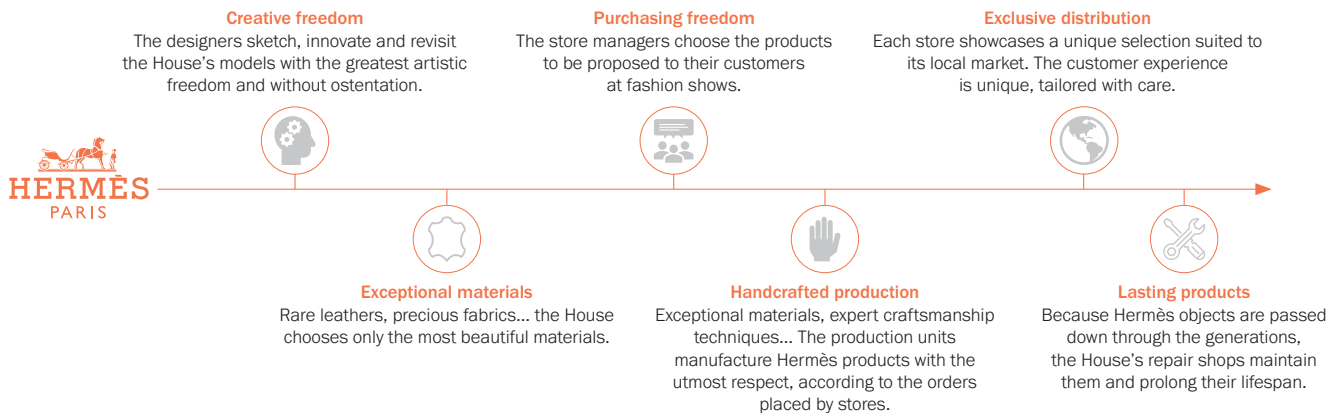 Creative freedom
The designers sketch, innovate and revisit
the House's models with the greatest artistic
freedom and without ostentation.
Purchasing freedom
The store managers choose the products
to be proposed to their customers
at fashion shows.
Exclusive distribution
Each store showcases a unique selection suited to
its local market. The customer experience
is unique, tailored with care.
HERMÈS
PARIS
Exceptional materials
Rare leathers, precious fabrics... the House
chooses only the most beautiful materials.
Handcrafted production
Exceptional materials, expert craftsmanship
techniques... The production units
manufacture Hermès products with the
utmost respect, according to the orders
placed by stores.
Lasting products
Because Hermès objects are passed
down through the generations,
the House's repair shops maintain
them and prolong their lifespan.